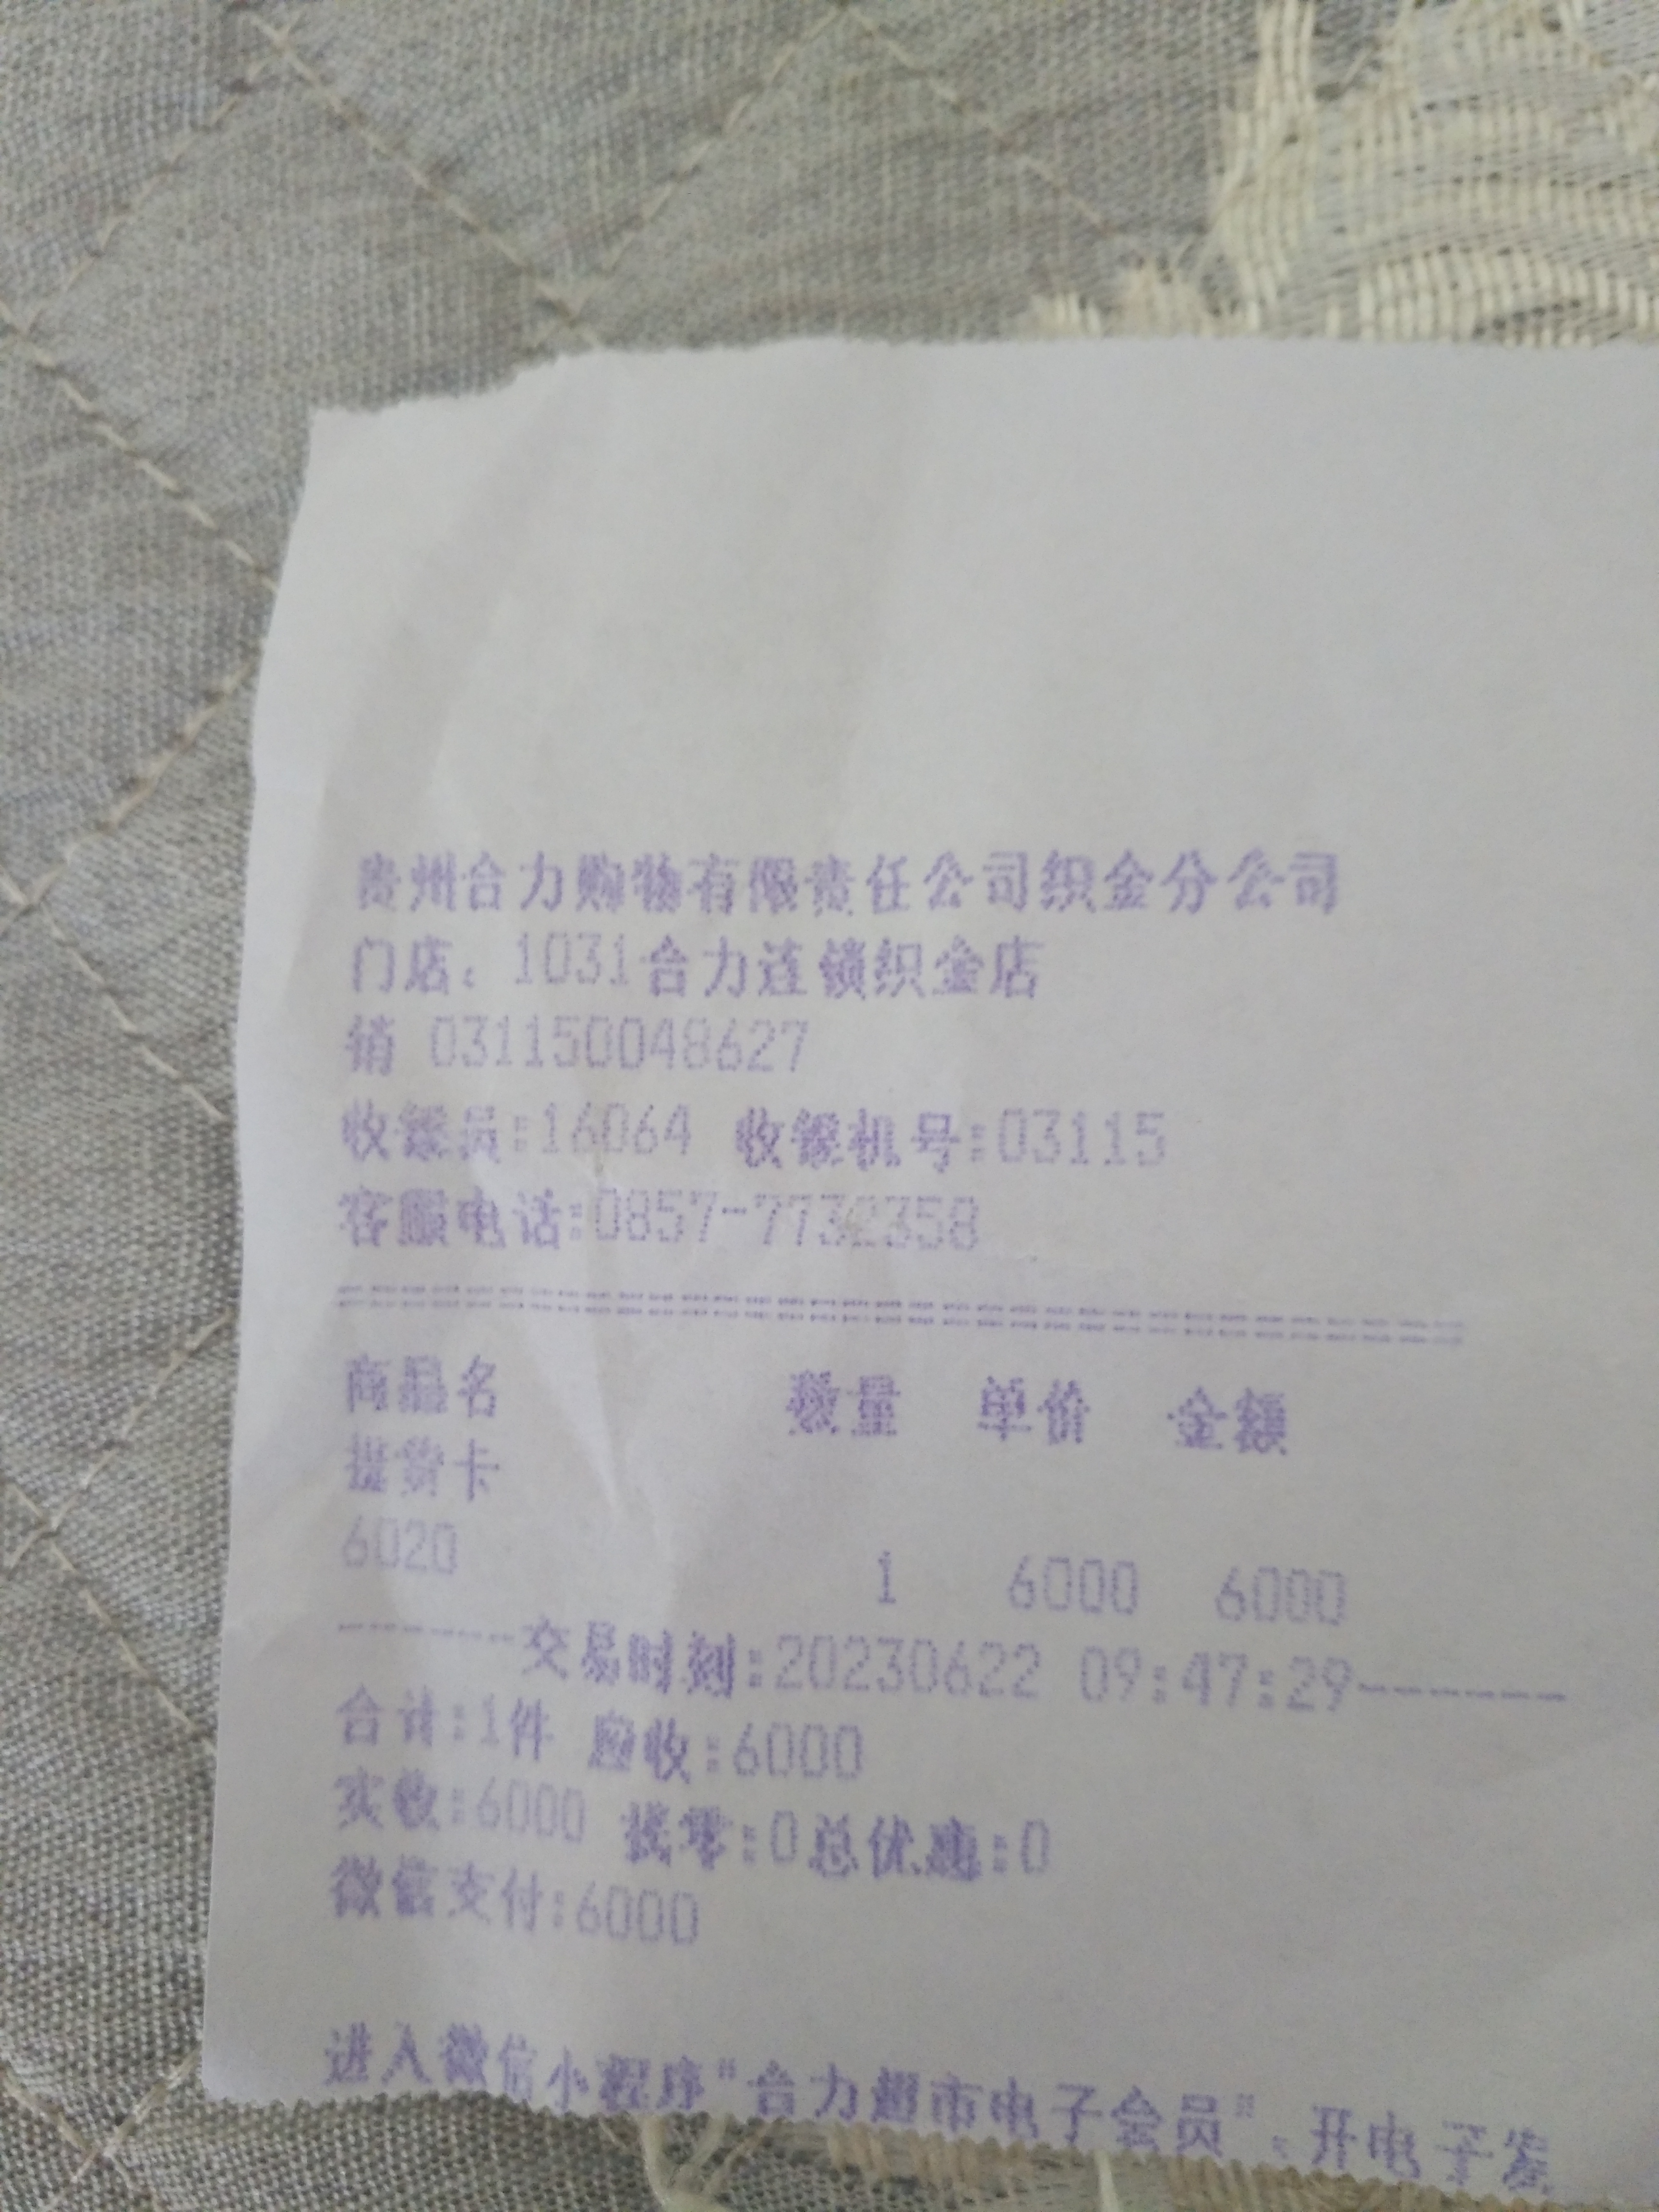 贵州合力购物有限责任公司织金分公司
门店：1031合力连锁织金店
销 031150048627
收银员:16064 收银机号:03115
客服电话:0857-7732358
商品名 数量 单价 金额
提货卡
6020
1 6000 6000
------交易时刻:20230622 09:47:29-------
合计:1件 应收:6000
实收:6000 找零:0总优惠:0
微信支付:6000
进入微信小程序"合力超市电子会员"、开电子发